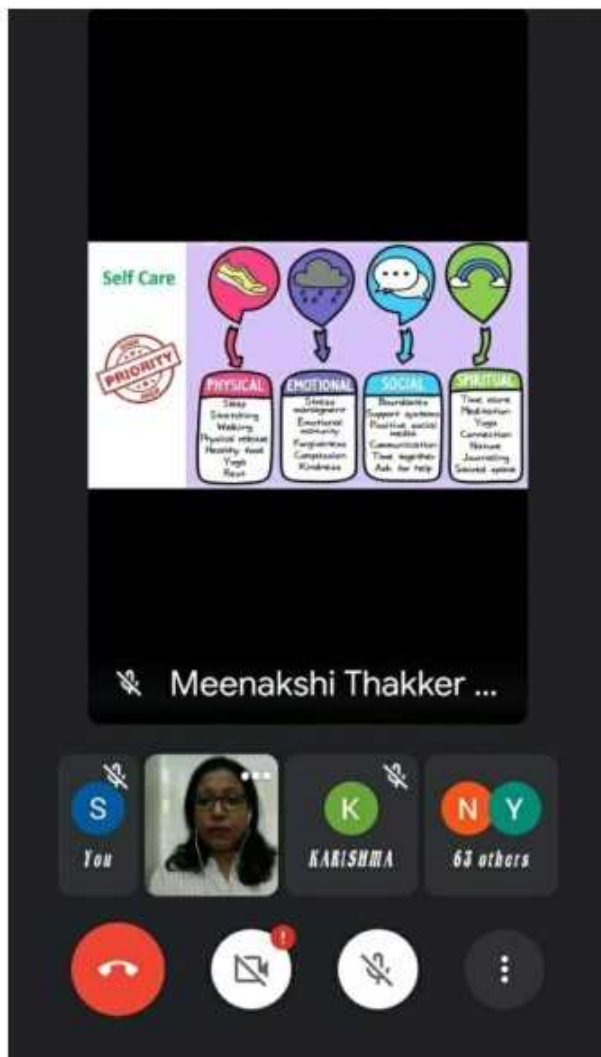 Self Care
PRIORITY
PHYSICAL
Sleep
Stretching
Walking
Physical release
Healthy food
Yoga
Rest
EMOTIONAL
Stress
managment
Emotional
maturity
Forgiveness
Compassion
Kindness
SOCIAL
Boundaries
Support systems
Positive social
media
Communication
Time together
Ask for help
SPIRITUAL
Time alone
Meditation
Yoga
Connection
Nature
Journaling
Sacred space
Meenakshi Thakker ...
S
You
K
KARISHMA
N Y
63 others
!